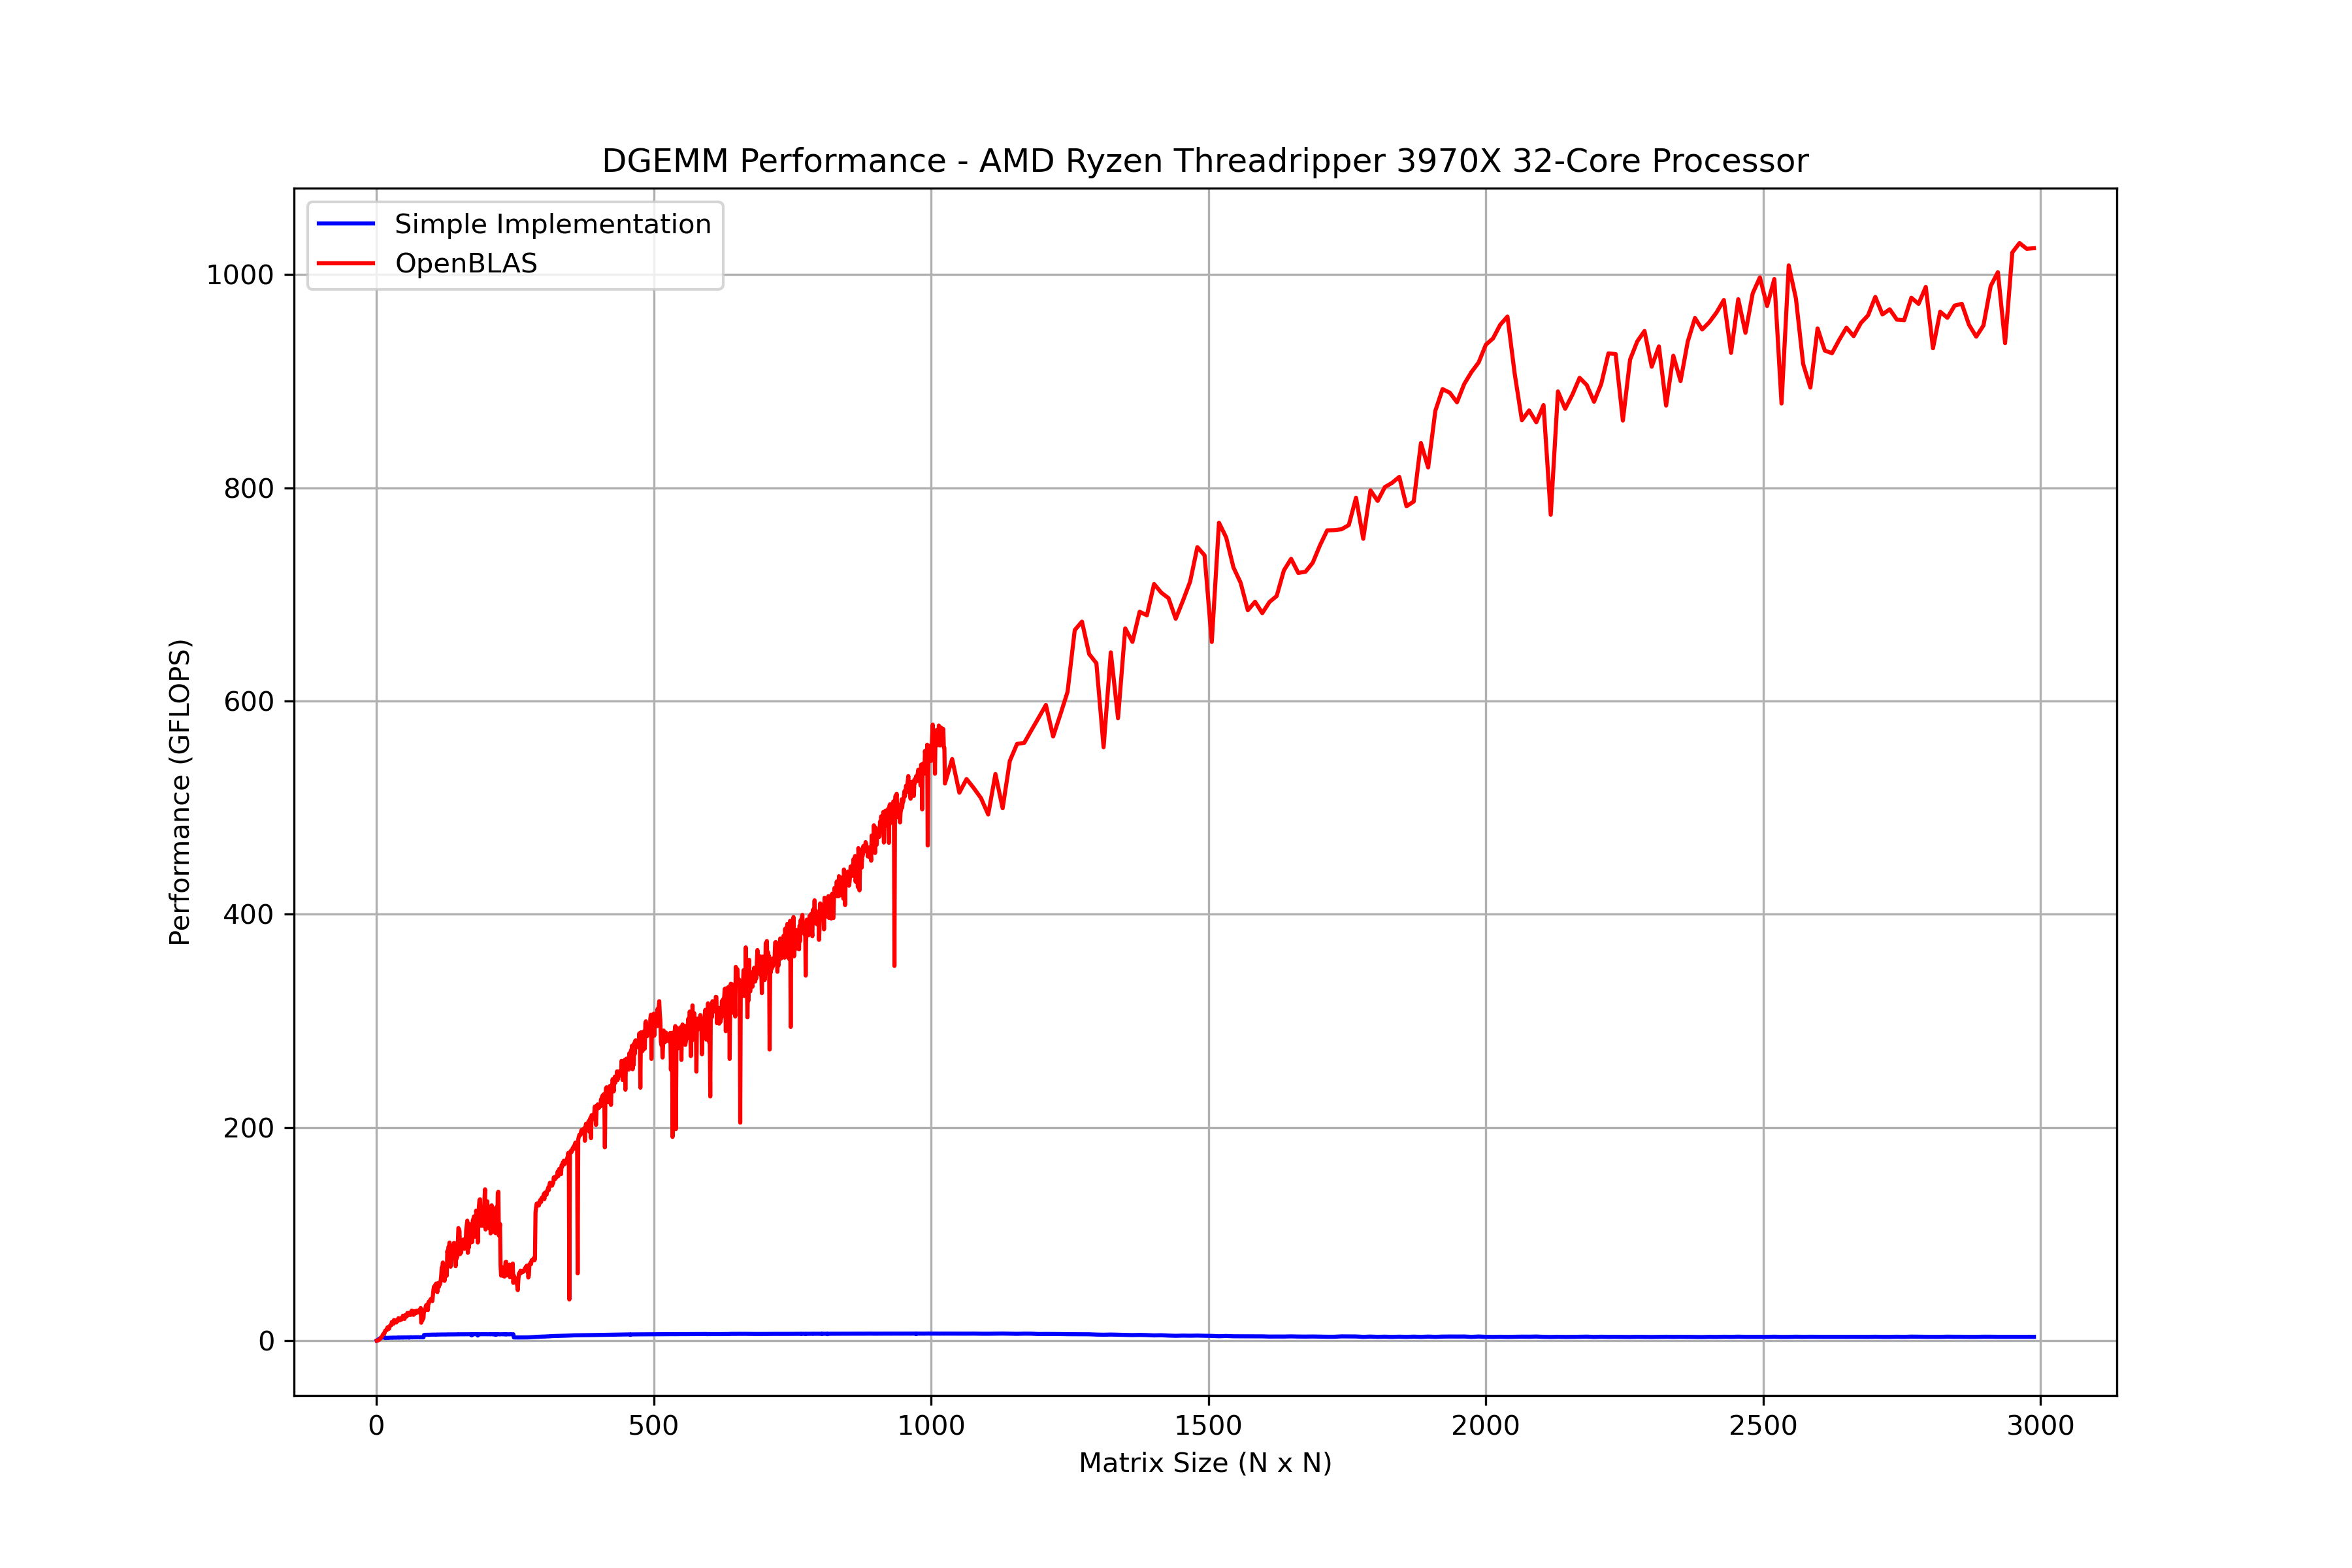 DGEMM Performance - AMD Ryzen Threadripper 3970X 32-Core Processor
Simple Implementation
OpenBLAS
1000
800
600
400
200
0
Performance (GFLOPS)
0 500 1000 1500 2000 2500 3000
Matrix Size (N x N)